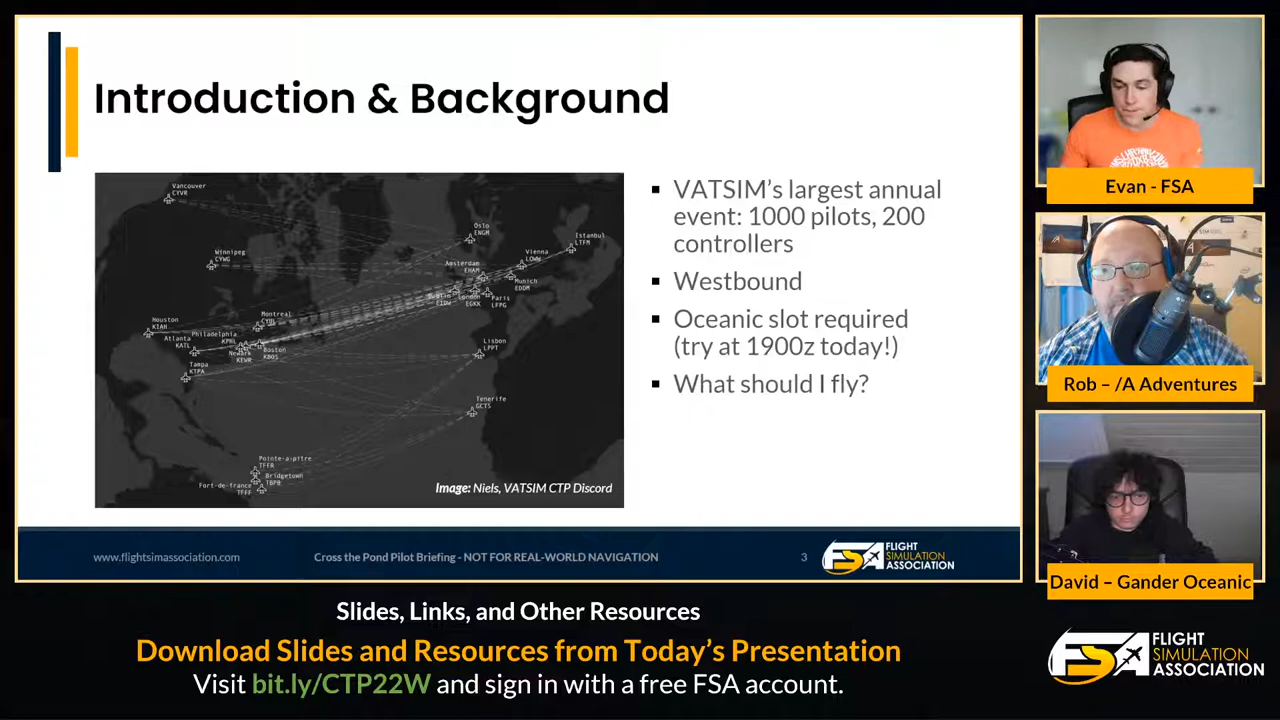 Introduction & Background
Vancouver
CYVR
Winnipeg
CYWG
Houston
KIAH
Atlanta
KATL
Tampa
KTPA
Philadelphia
KPHL
Newark
KEWR
Montreal
Boston
KBOS
Oslo
ENGM
Istanbul
LTFM
Vienna
LOWW
Amsterdam
EHAM
Munich
EDDM
London
EGKK
Paris
LFPG
EIDW
Lisbon
LPPT
Tenerife
GCTS
Pointe-a-pitre
TFFR
Bridgetown
TBPB
Fort-de-france
TFFF
Image: Niels, VATSIM CTP Discord
▪ VATSIM’s largest annual
event: 1000 pilots, 200
controllers
▪ Westbound
▪ Oceanic slot required
(try at 1900z today!)
▪ What should I fly?
www.flightsimassociation.com
Cross the Pond Pilot Briefing - NOT FOR REAL-WORLD NAVIGATION
3
FSA
FLIGHT
SIMULATION
ASSOCIATION
Evan - FSA
Rob – /A Adventures
David – Gander Oceanic
Slides, Links, and Other Resources
Download Slides and Resources from Today’s Presentation
Visit bit.ly/CTP22W and sign in with a free FSA account.
FSA
FLIGHT
SIMULATION
ASSOCIATION